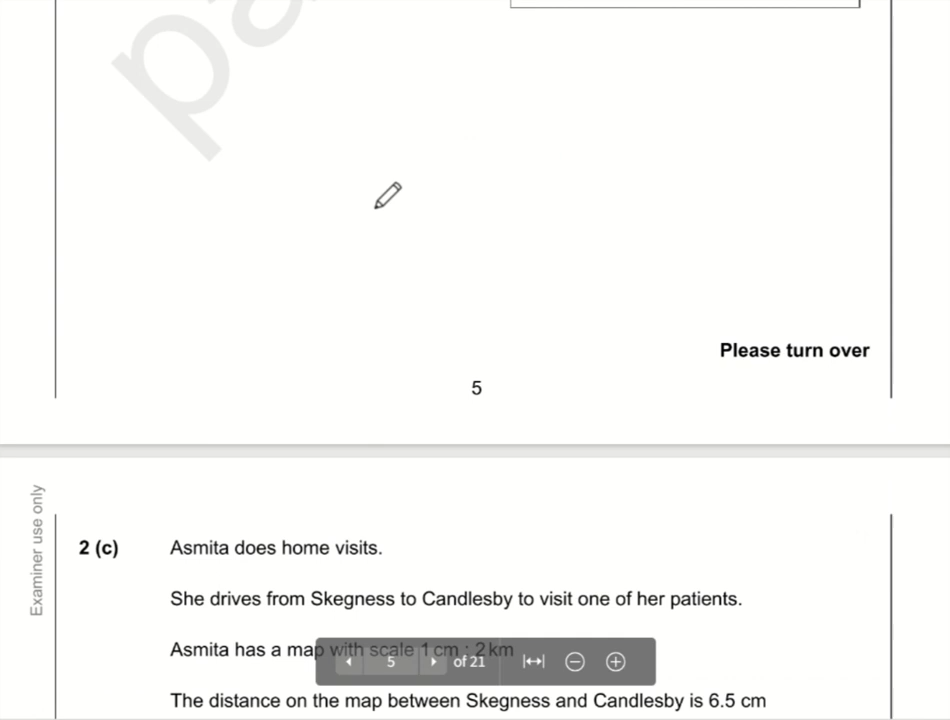 Please turn over
5
Examiner use only
2 (c) Asmita does home visits.
She drives from Skegness to Candlesby to visit one of her patients.
Asmita has a map with scale 1 cm : 2 km
5 of 21
The distance on the map between Skegness and Candlesby is 6.5 cm